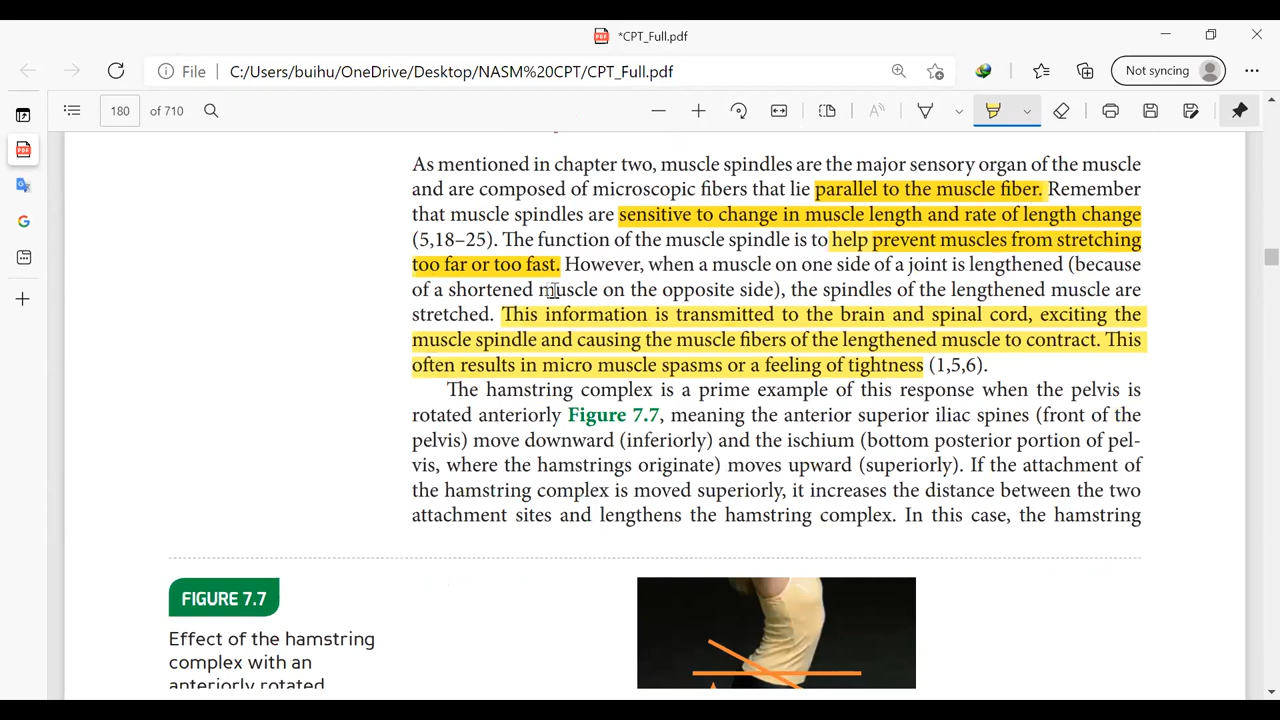 *CPT_Full.pdf
File
C:/Users/buihu/OneDrive/Desktop/NASM%20CPT/CPT_Full.pdf
Not syncing
180 of 710
As mentioned in chapter two, muscle spindles are the major sensory organ of the muscle
and are composed of microscopic fibers that lie parallel to the muscle fiber. Remember
that muscle spindles are sensitive to change in muscle length and rate of length change
(5,18–25). The function of the muscle spindle is to help prevent muscles from stretching
too far or too fast. However, when a muscle on one side of a joint is lengthened (because
of a shortened muscle on the opposite side), the spindles of the lengthened muscle are
stretched. This information is transmitted to the brain and spinal cord, exciting the
muscle spindle and causing the muscle fibers of the lengthened muscle to contract. This
often results in micro muscle spasms or a feeling of tightness (1,5,6).
The hamstring complex is a prime example of this response when the pelvis is
rotated anteriorly Figure 7.7, meaning the anterior superior iliac spines (front of the
pelvis) move downward (inferiorly) and the ischium (bottom posterior portion of pel-
vis, where the hamstrings originate) moves upward (superiorly). If the attachment of
the hamstring complex is moved superiorly, it increases the distance between the two
attachment sites and lengthens the hamstring complex. In this case, the hamstring
FIGURE 7.7
Effect of the hamstring
complex with an
anteriorly rotated